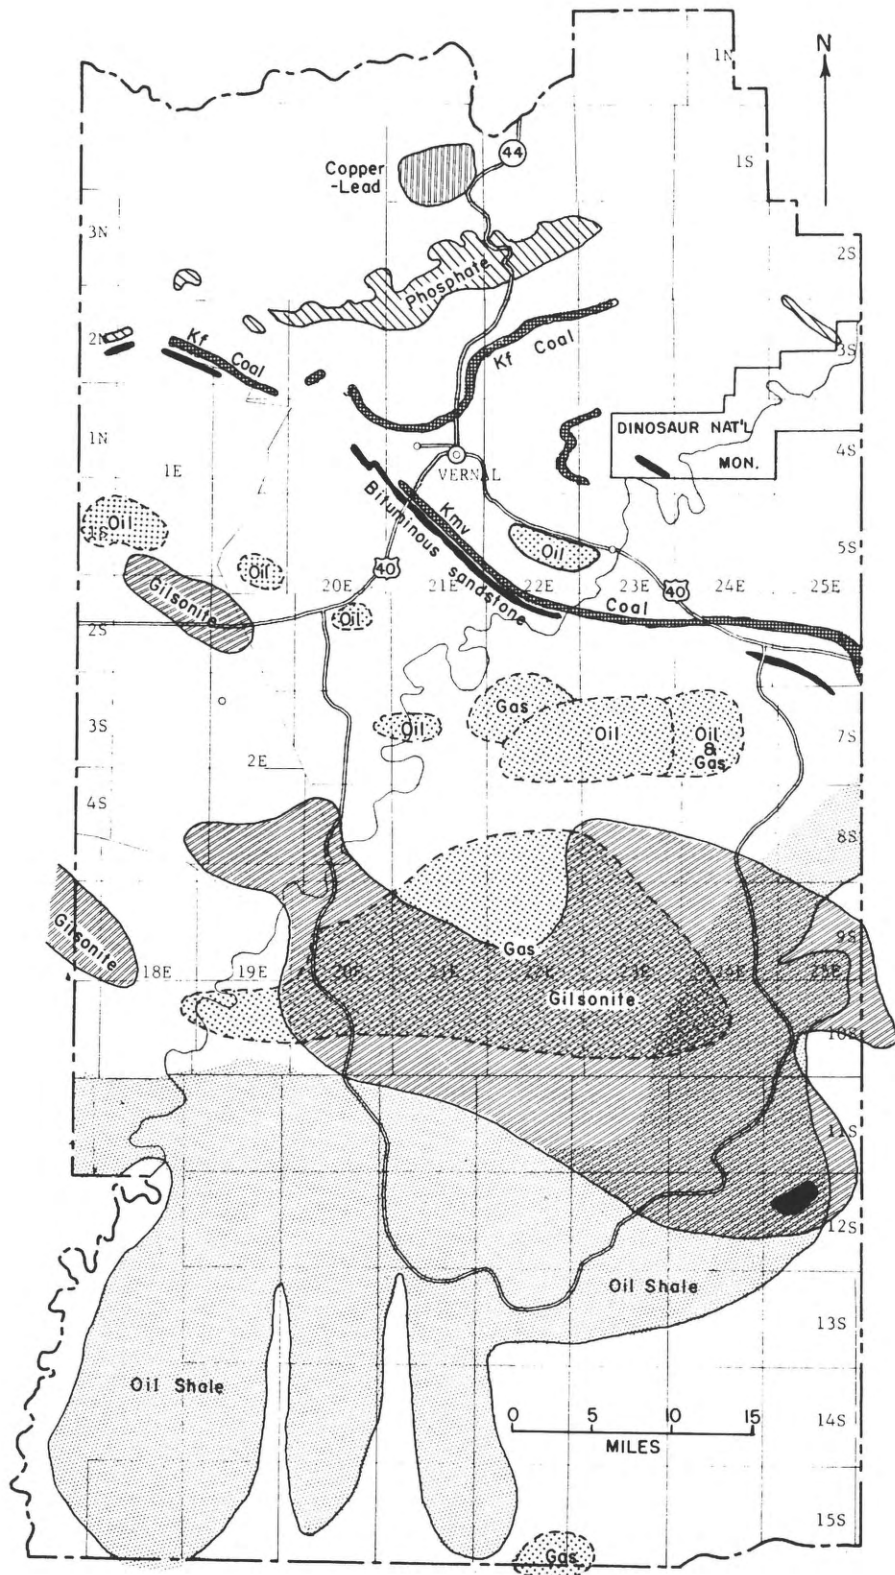 N
1N
44
Copper
-Lead
1S
3N
2S
Phosphate
2N
Kf
Coal
Kf
Coal
3S
1N
DINOSAUR NAT'L
MON.
4S
VERNAL
1E
Oil
1S
Bituminous sandstone
Kmv
Coal
Oil
5S
Oil
40
20E
21E
22E
23E
40
24E
25E
Gilsonite
2S
Oil
3S
Oil
Gas
Oil
Oil
&
Gas
7S
2E
4S
8S
Gilsonite
Gas
9S
18E
19E
20E
21E
22E
23E
25E
Gilsonite
10S
11S
12S
Oil Shale
13S
Oil Shale
0 5 10 15
MILES
14S
15S
Gas